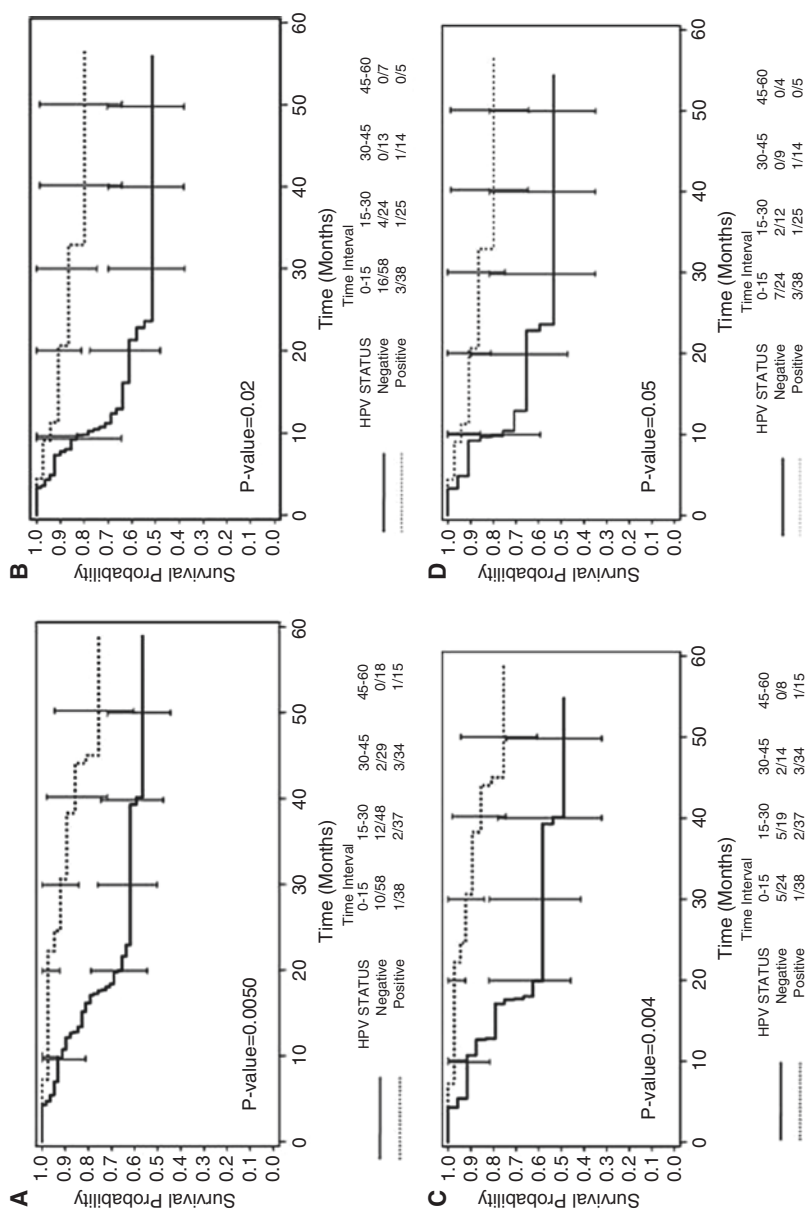 A
Survival Probability
1.0
0.9
0.8
0.7
0.6
0.5
0.4
0.3
0.2
0.1
0.0
P-value=0.0050
0 10 20 30 40 50 60
Time (Months)
Time Interval
HPV STATUS 0-15 15-30 30-45 45-60
Negative 10/58 12/48 2/29 0/18
Positive 1/38 2/37 3/34 1/15
B
Survival Probability
1.0
0.9
0.8
0.7
0.6
0.5
0.4
0.3
0.2
0.1
0.0
P-value=0.02
0 10 20 30 40 50 60
Time (Months)
Time Interval
HPV STATUS 0-15 15-30 30-45 45-60
Negative 16/58 4/24 0/13 0/7
Positive 3/38 1/25 1/14 0/5
C
Survival Probability
1.0
0.9
0.8
0.7
0.6
0.5
0.4
0.3
0.2
0.1
0.0
P-value=0.004
0 10 20 30 40 50 60
Time (Months)
Time Interval
HPV STATUS 0-15 15-30 30-45 45-60
Negative 5/24 5/19 2/14 0/8
Positive 1/38 2/37 3/34 1/15
D
Survival Probability
1.0
0.9
0.8
0.7
0.6
0.5
0.4
0.3
0.2
0.1
0.0
P-value=0.05
0 10 20 30 40 50 60
Time (Months)
Time Interval
HPV STATUS 0-15 15-30 30-45 45-60
Negative 7/24 2/12 0/9 0/4
Positive 3/38 1/25 1/14 0/5